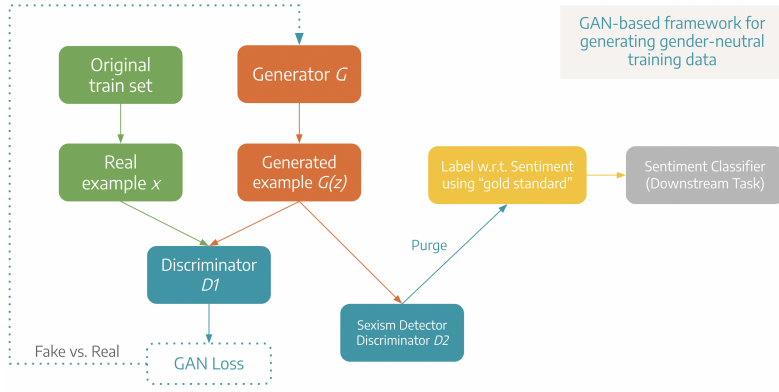 GAN-based framework for
generating gender-neutral
training data
Original
train set
Generator G
Real
example x
Generated
example G(z)
Label w.r.t. Sentiment
using “gold standard”
Sentiment Classifier
(Downstream Task)
Purge
Discriminator
D1
Sexism Detector
Discriminator D2
Fake vs. Real
GAN Loss